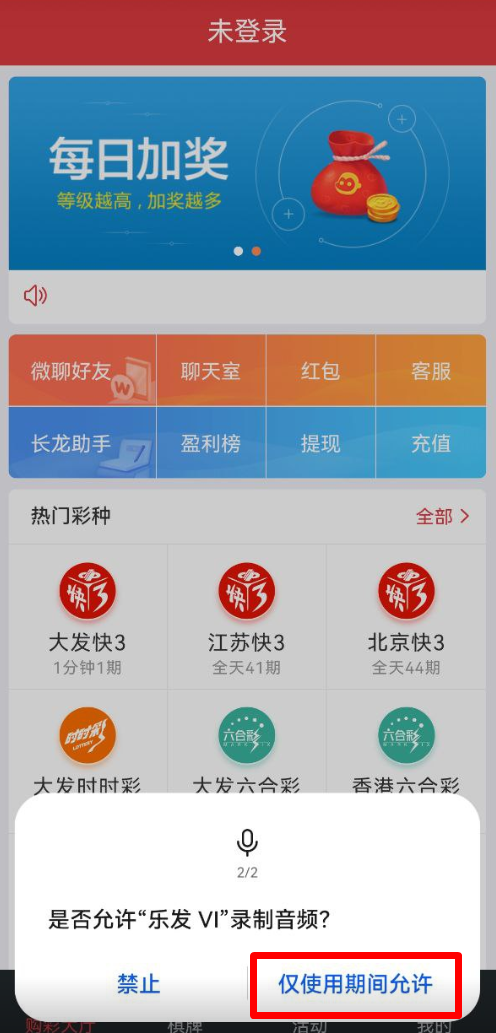 未登录
每日加奖
等级越高，加奖越多
微聊好友 聊天室 红包 客服
W
长龙助手 盈利榜 提现 充值
热门彩种 全部
快3 快3 快3
大发快3 江苏快3 北京快3
1分钟1期 全天41期 全天44期
时时彩 六合彩 六合彩
LOTTERY MARK SIX MARK SIX
大发时时彩 大发六合彩 香港六合彩
2/2
是否允许“乐发 VI”录制音频？
禁止 仅使用期间允许
购彩大厅 棋牌 活动 我的